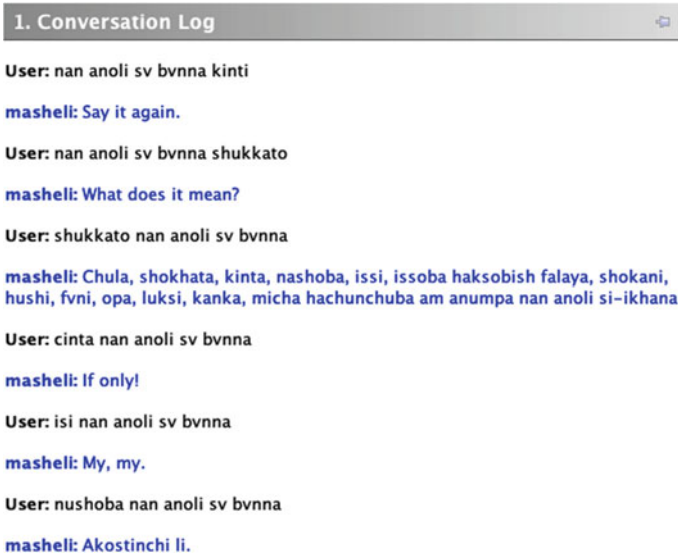 1. Conversation Log
User: nan anoli sv bvnna kinti
masheli: Say it again.
User: nan anoli sv bvnna shukkato
masheli: What does it mean?
User: shukkato nan anoli sv bvnna
masheli: Chula, shokhata, kinta, nashoba, issi, issoba haksobish falaya, shokani,
hushi, fvni, opa, luksi, kanka, micha hachunchuba am anumpa nan anoli si-ikhana
User: cinta nan anoli sv bvnna
masheli: If only!
User: isi nan anoli sv bvnna
masheli: My, my.
User: nushoba nan anoli sv bvnna
masheli: Akostinchi li.